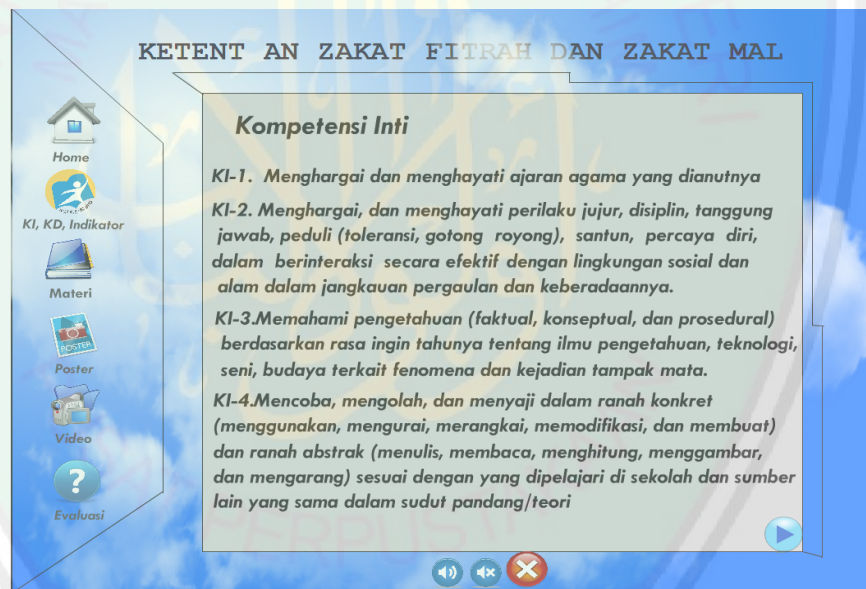 KETENT AN ZAKAT FITRAH DAN ZAKAT MAL
Home
KI, KD, Indikator
Materi
POSTER
Poster
Video
?
Evaluasi
Kompetensi Inti
KI-1. Menghargai dan menghayati ajaran agama yang dianutnya
KI-2. Menghargai, dan menghayati perilaku jujur, disiplin, tanggung
jawab, peduli (toleransi, gotong royong), santun, percaya diri,
dalam berinteraksi secara efektif dengan lingkungan sosial dan
alam dalam jangkauan pergaulan dan keberadaannya.
KI-3.Memahami pengetahuan (faktual, konseptual, dan prosedural)
berdasarkan rasa ingin tahunya tentang ilmu pengetahuan, teknologi,
seni, budaya terkait fenomena dan kejadian tampak mata.
KI-4.Mencoba, mengolah, dan menyaji dalam ranah konkret
(menggunakan, mengurai, merangkai, memodifikasi, dan membuat)
dan ranah abstrak (menulis, membaca, menghitung, menggambar,
dan mengarang) sesuai dengan yang dipelajari di sekolah dan sumber
lain yang sama dalam sudut pandang/teori